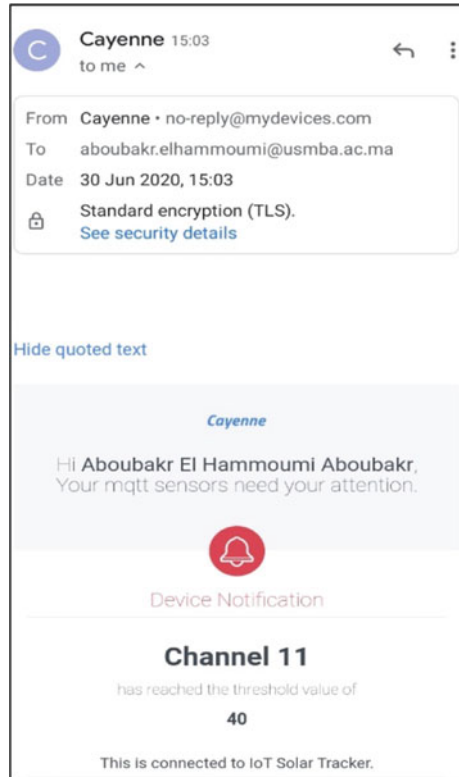 C
Cayenne 15:03
to me
From Cayenne • no-reply@mydevices.com
To aboubakr.elhammoumi@usmba.ac.ma
Date 30 Jun 2020, 15:03
Standard encryption (TLS).
See security details
Hide quoted text
Cayenne
Hi Aboubakr El Hammoumi Aboubakr,
Your mqtt sensors need your attention.
Device Notification
Channel 11
has reached the threshold value of
40
This is connected to IoT Solar Tracker.